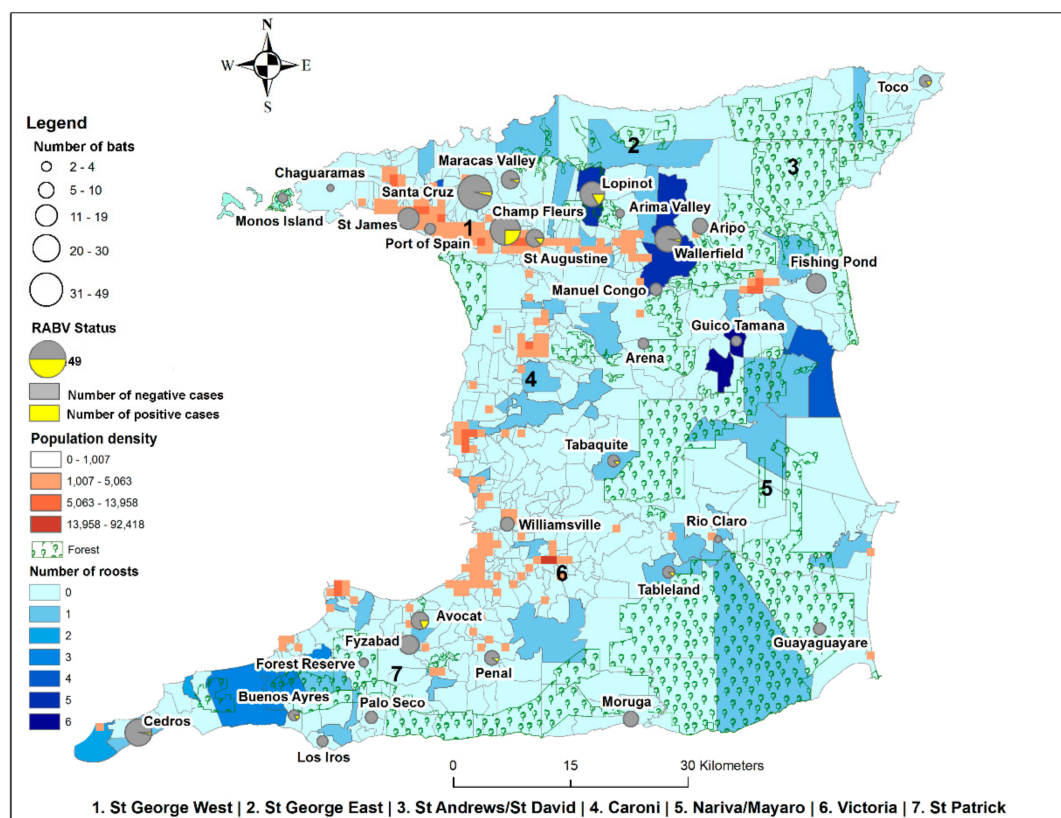 N
W E
S
Legend
Number of bats
2 - 4
5 - 10
11 - 19
20 - 30
31 - 49
RABV Status
49
Number of negative cases
Number of positive cases
Population density
0 - 1,007
1,007 - 5,063
5,063 - 13,958
13,958 - 92,418
Forest
Number of roosts
0
1
2
3
4
5
6
Toco
2
3
Maracas Valley
Chaguaramas
Santa Cruz
Lopinot
Monos Island
St James
Champ Fleurs
Arima Valley
1
Port of Spain
Aripo
St Augustine
Wallerfield
Fishing Pond
Manuel Congo
Guico Tamana
Arena
4
Tabaquite
5
Williamsville
Rio Claro
6
Tableland
Avocat
Fyzabad
Guayaguayare
Forest Reserve
7
Penal
Buenos Ayres
Palo Seco
Moruga
Cedros
Los Iros
0 15 30 Kilometers
1. St George West | 2. St George East | 3. St Andrews/St David | 4. Caroni | 5. Nariva/Mayaro | 6. Victoria | 7. St Patrick